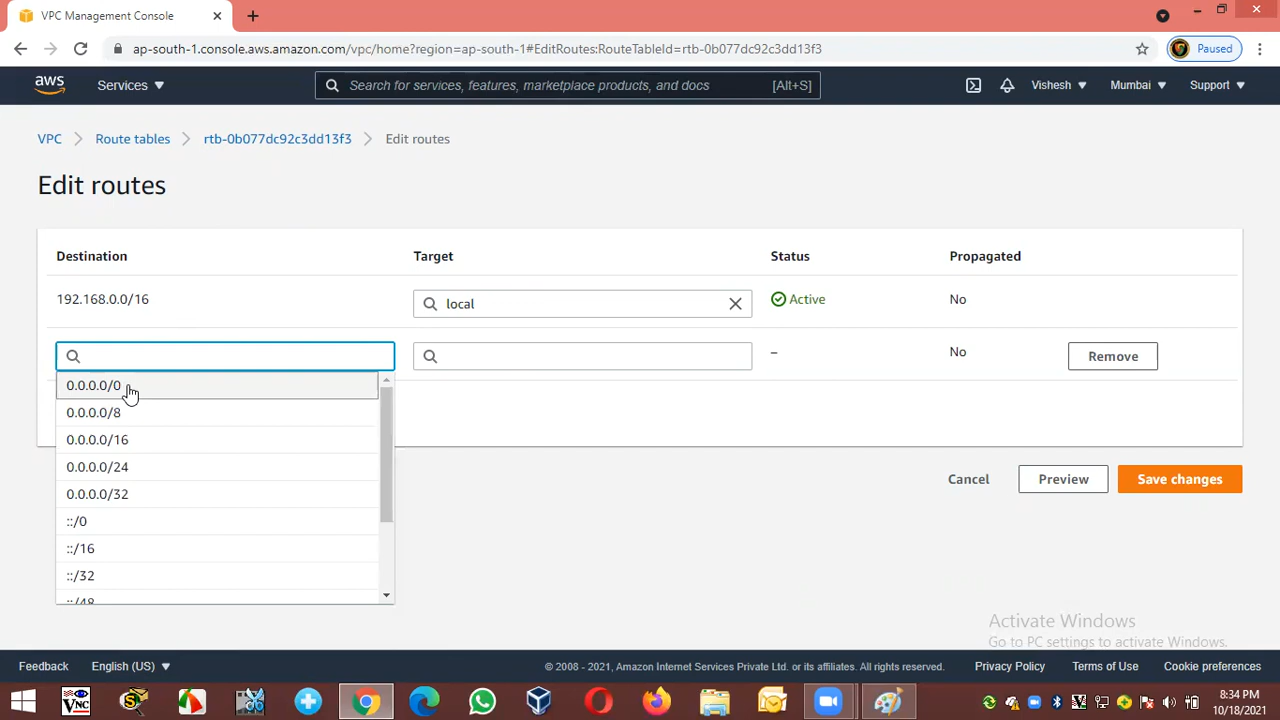 VPC Management Console
ap-south-1.console.aws.amazon.com/vpc/home?region=ap-south-1#EditRoutes:RouteTableId=rtb-0b077dc92c3dd13f3
Paused
aws
Services
Search for services, features, marketplace products, and docs
[Alt+S]
Vishesh
Mumbai
Support
VPC
Route tables
rtb-0b077dc92c3dd13f3
Edit routes
Edit routes
Destination
Target
Status
Propagated
192.168.0.0/16
local
Active
No
–
No
Remove
0.0.0.0/0
0.0.0.0/8
0.0.0.0/16
0.0.0.0/24
0.0.0.0/32
::/0
::/16
::/32
::/48
Cancel
Preview
Save changes
Activate Windows
Go to PC settings to activate Windows.
Feedback
English (US)
© 2008 - 2021, Amazon Internet Services Private Ltd. or its affiliates. All rights reserved.
Privacy Policy
Terms of Use
Cookie preferences
VNC
8:34 PM
10/18/2021